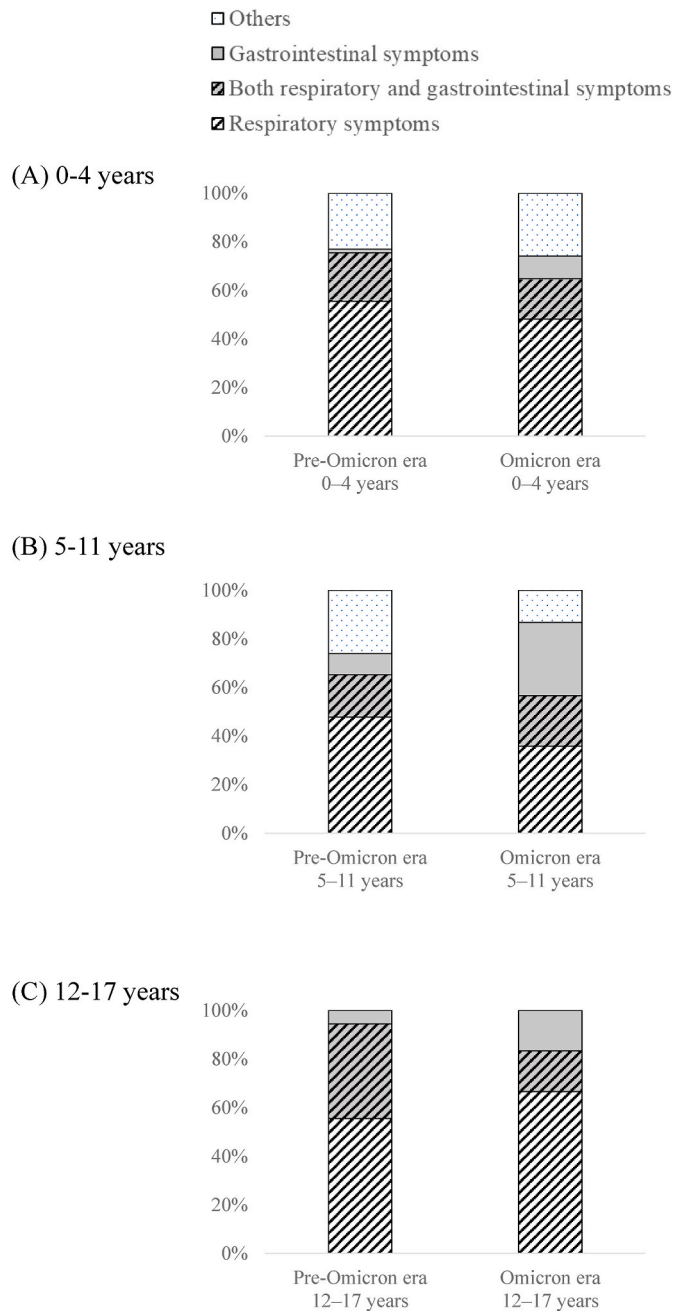 Others
Gastrointestinal symptoms
Both respiratory and gastrointestinal symptoms
Respiratory symptoms
(A) 0-4 years
100%
80%
60%
40%
20%
0%
Pre-Omicron era
0–4 years
Omicron era
0–4 years
(B) 5-11 years
100%
80%
60%
40%
20%
0%
Pre-Omicron era
5–11 years
Omicron era
5–11 years
(C) 12-17 years
100%
80%
60%
40%
20%
0%
Pre-Omicron era
12–17 years
Omicron era
12–17 years